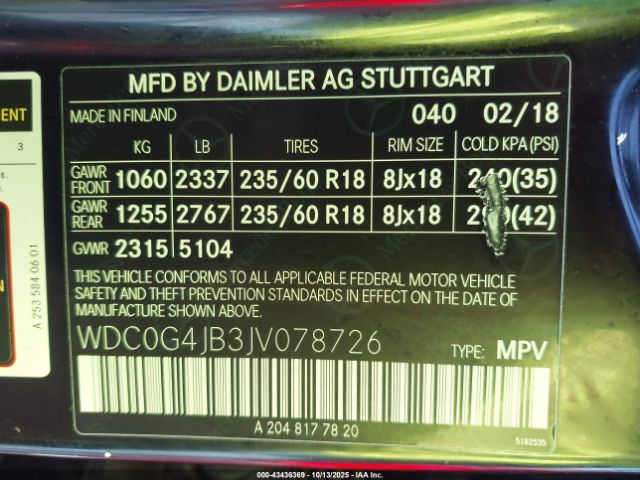 MFD BY DAIMLER AG STUTTGART
MADE IN FINLAND 040 02/18
KG LB TIRES RIM SIZE COLD KPA(PSI)
GAWR FRONT 1060 2337 235/60 R18 8Jx18 240(35)
GAWR REAR 1255 2767 235/60 R18 8Jx18 (42)
GVWR 2315 5104
THIS VEHICLE CONFORMS TO ALL APPLICABLE FEDERAL MOTOR VEHICLE
SAFETY AND THEFT PREVENTION STANDARDS IN EFFECT ON THE DATE OF
MANUFACTURE SHOWN ABOVE.
WDC0G4JB3JV078726 TYPE: MPV
A 204 817 78 20
5182535
3
A 253 584 06 01
© 00-43436369 - 10/13/2025 - IAAI.COM